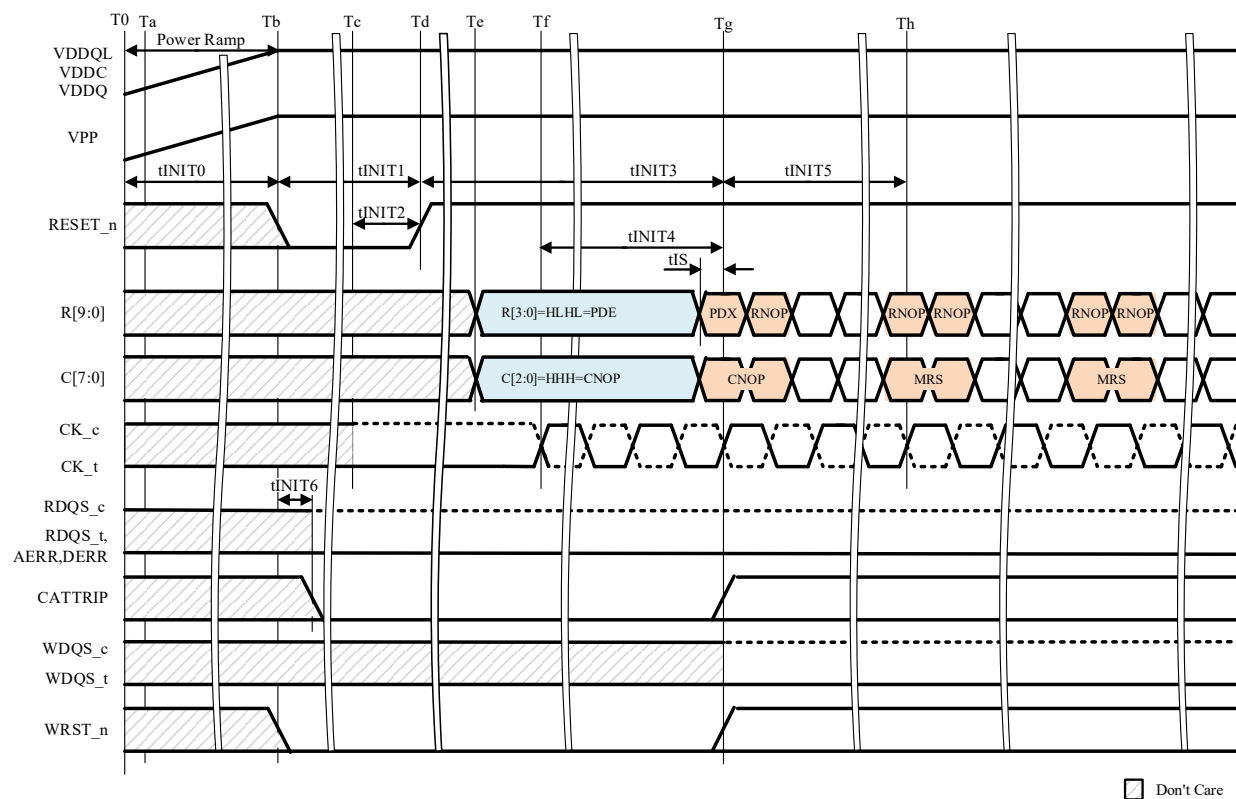 T0 Ta Tb Tc Td Te Tf Tg Th
Power Ramp
VDDQL
VDDC
VDDQ
VPP
tINIT0 tINIT1 tINIT3 tINIT5
RESET_n
tINIT2
tINIT4
tIS
R[9:0] R[3:0]=HLHL=PDE PDX RNOP RNOP RNOP RNOP RNOP
C[7:0] C[2:0]=HHH=CNOP CNOP MRS MRS
CK_c
CK_t
tINIT6
RDQS_c
RDQS_t,
AERR,DERR
CATTRIP
WDQS_c
WDQS_t
WRST_n
Don't Care